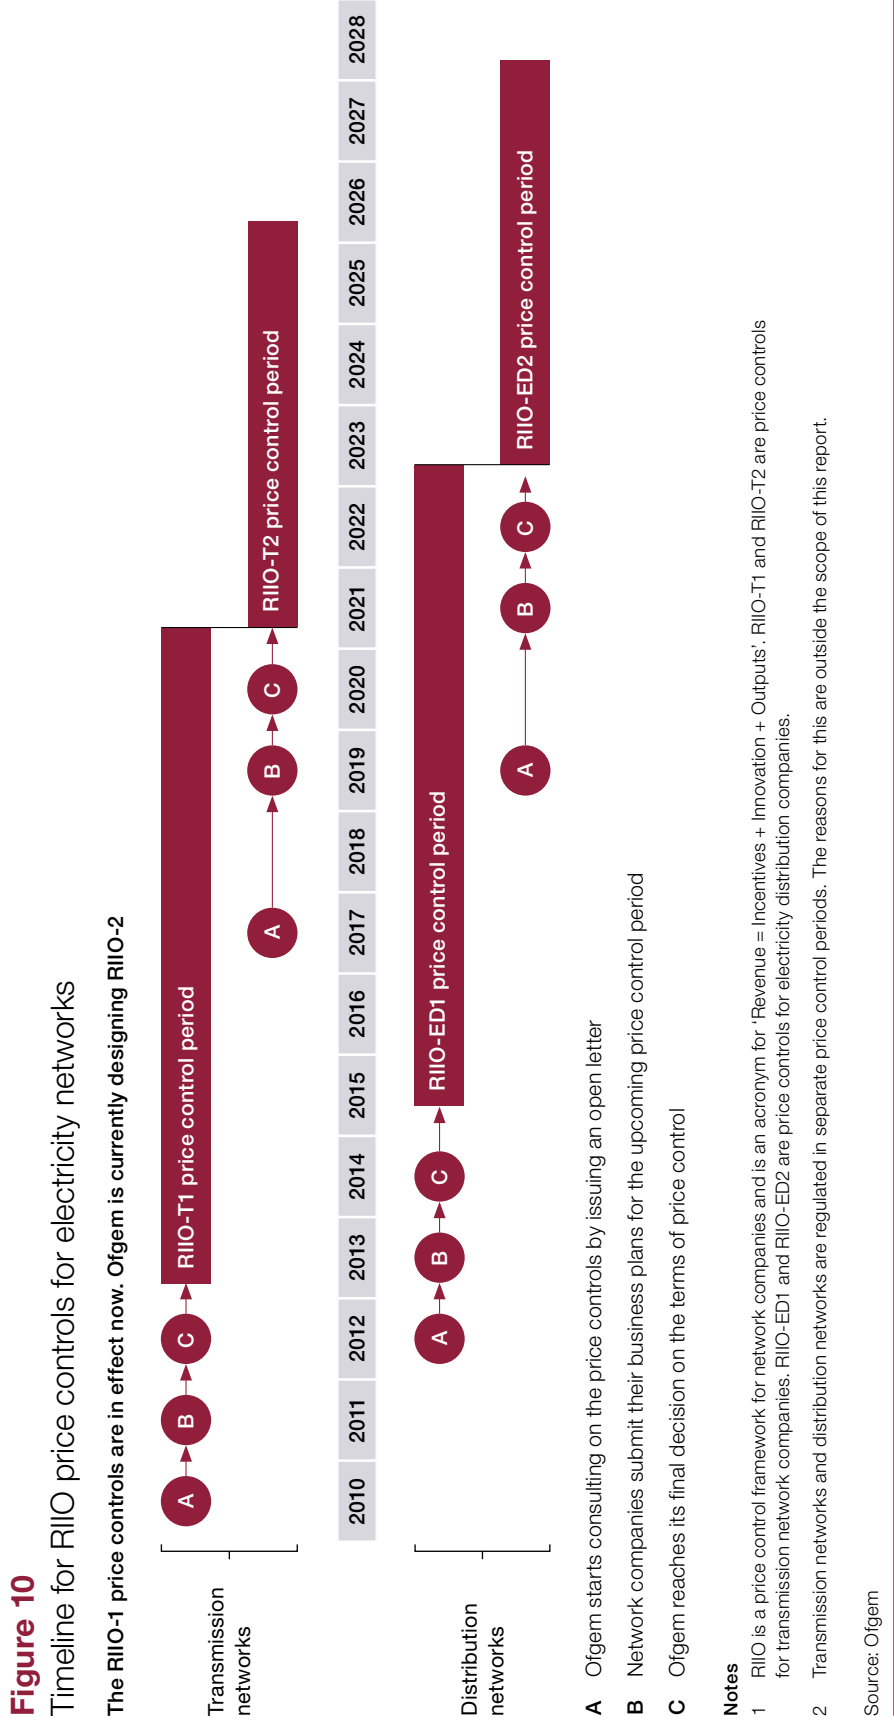 Figure 10
Timeline for RIIO price controls for electricity networks
The RIIO-1 price controls are in effect now. Ofgem is currently designing RIIO-2
Transmission
networks
A
B
C
RIIO-T1 price control period
A
B
C
RIIO-T2 price control period
2010 2011 2012 2013 2014 2015 2016 2017 2018 2019 2020 2021 2022 2023 2024 2025 2026 2027 2028
Distribution
networks
A
B
C
RIIO-ED1 price control period
A
B
C
RIIO-ED2 price control period
A Ofgem starts consulting on the price controls by issuing an open letter
B Network companies submit their business plans for the upcoming price control period
C Ofgem reaches its final decision on the terms of price control
Notes
1 RIIO is a price control framework for network companies and is an acronym for ‘Revenue = Incentives + Innovation + Outputs’. RIIO-T1 and RIIO-T2 are price controls
for transmission network companies. RIIO-ED1 and RIIO-ED2 are price controls for electricity distribution companies.
2 Transmission networks and distribution networks are regulated in separate price control periods. The reasons for this are outside the scope of this report.
Source: Ofgem